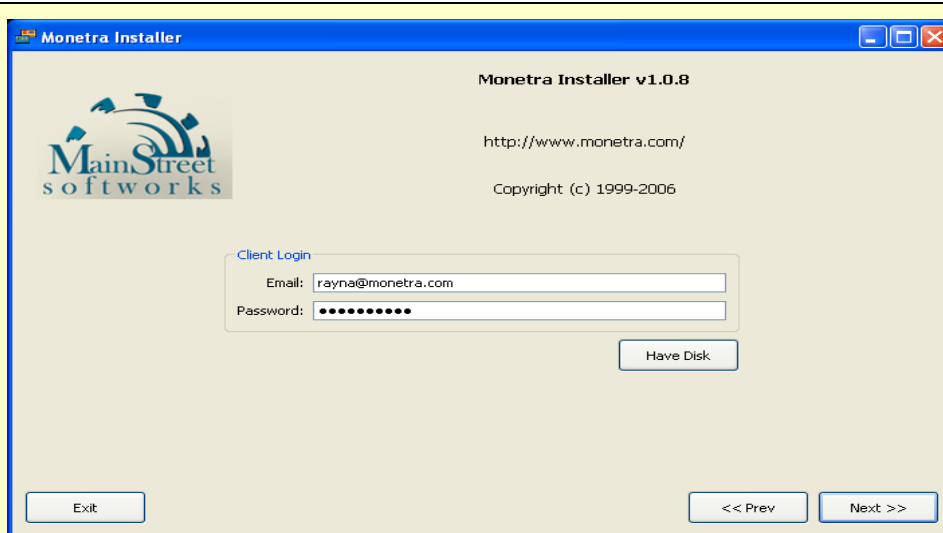 Monetra Installer
Monetra Installer v1.0.8
MainStreet
softworks
http://www.monetra.com/
Copyright (c) 1999-2006
Client Login
Email: rayna@monetra.com
Password: ●●●●●●●●●●
Have Disk
Exit
<< Prev
Next >>